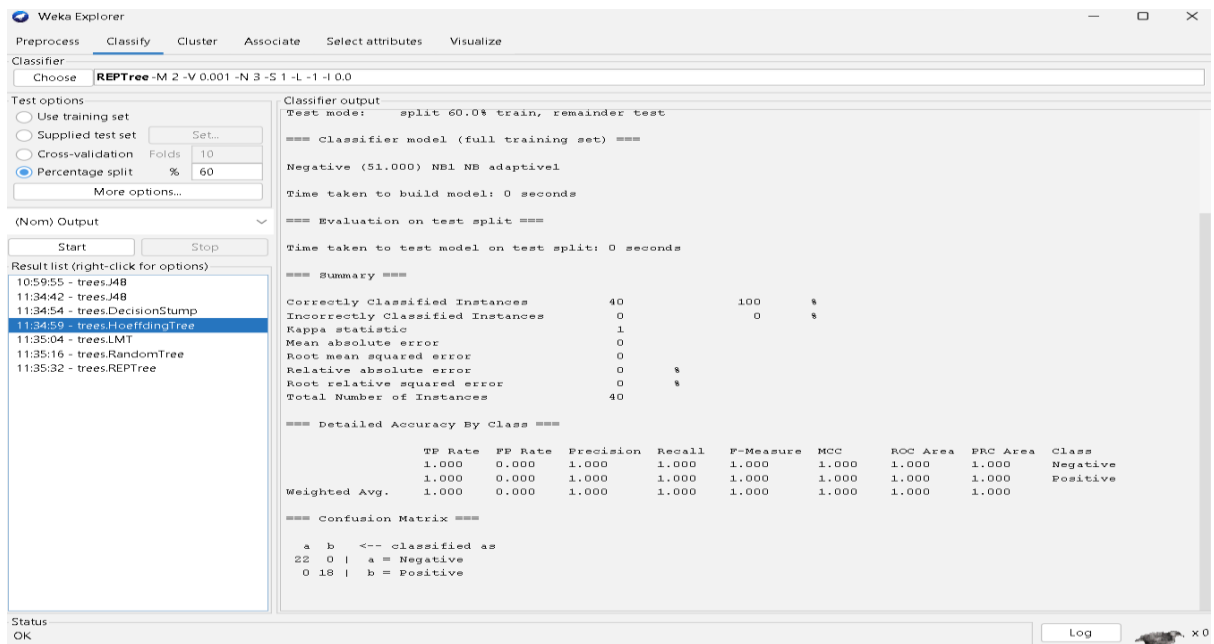 Weka Explorer
Preprocess Classify Cluster Associate Select attributes Visualize
Classifier
Choose REPTree -M 2 -V 0.001 -N 3 -S 1 -L -1 -I 0.0
Test options
Use training set
Supplied test set Set...
Cross-validation Folds 10
Percentage split % 60
More options...
(Nom) Output
Start Stop
Result list (right-click for options)
10:59:55 - trees.J48
11:34:42 - trees.J48
11:34:54 - trees.DecisionStump
11:34:59 - trees.HoeffdingTree
11:35:04 - trees.LMT
11:35:16 - trees.RandomTree
11:35:32 - trees.REPTree
Classifier output
Test mode: split 60.0% train, remainder test
=== Classifier model (full training set) ===
Negative (51.000) NB1 NB adaptive1
Time taken to build model: 0 seconds
=== Evaluation on test split ===
Time taken to test model on test split: 0 seconds
=== Summary ===
Correctly Classified Instances 40 100 %
Incorrectly Classified Instances 0 0 %
Kappa statistic 1
Mean absolute error 0
Root mean squared error 0
Relative absolute error 0 %
Root relative squared error 0 %
Total Number of Instances 40
=== Detailed Accuracy By Class ===
TP Rate FP Rate Precision Recall F-Measure MCC ROC Area PRC Area Class
1.000 0.000 1.000 1.000 1.000 1.000 1.000 1.000 Negative
1.000 0.000 1.000 1.000 1.000 1.000 1.000 1.000 Positive
Weighted Avg. 1.000 0.000 1.000 1.000 1.000 1.000 1.000 1.000
=== Confusion Matrix ===
a b <-- classified as
22 0 | a = Negative
0 18 | b = Positive
Status
OK
Log x 0